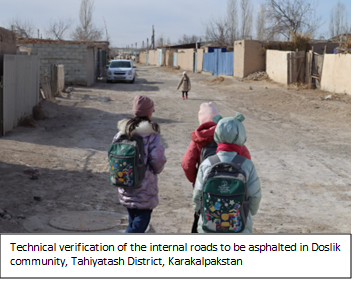 Technical verification of the internal roads to be asphalted in Doslik
community, Tahiyatash District, Karakalpakstan